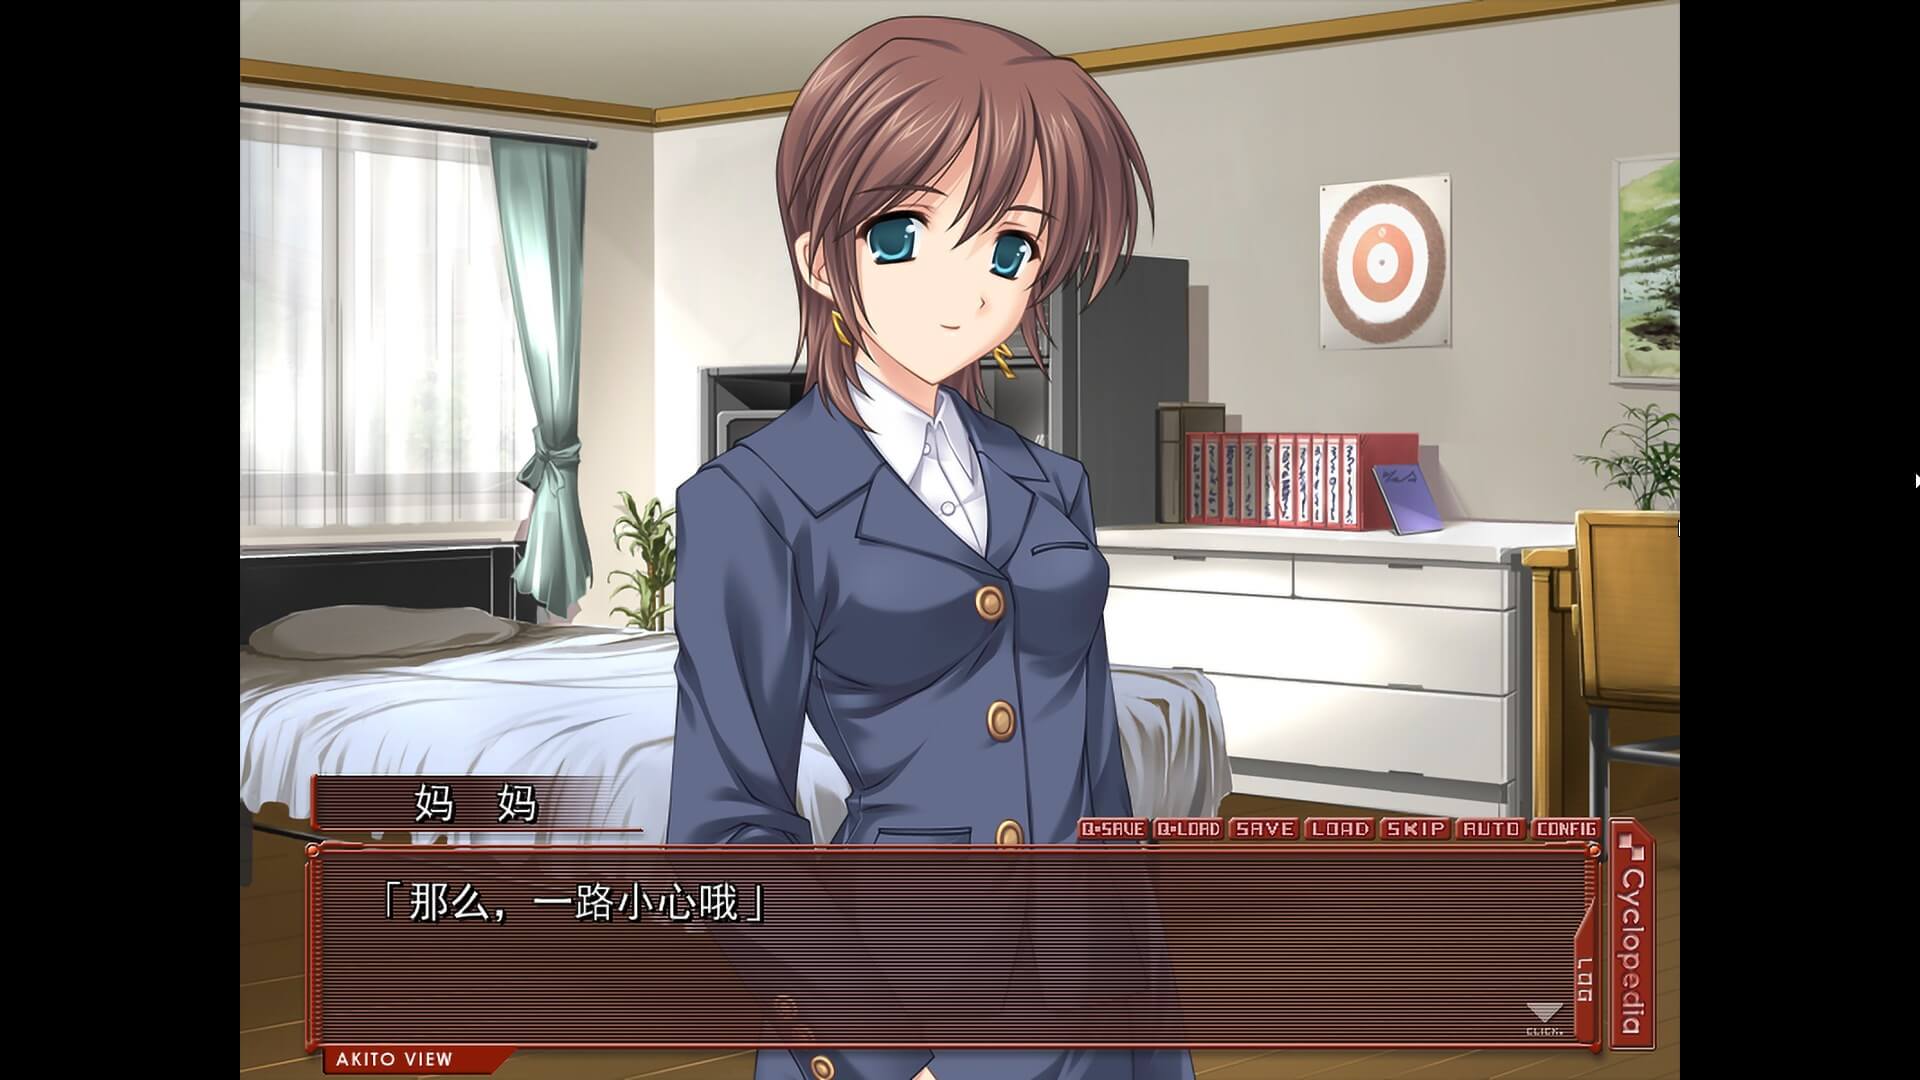 妈　妈
Q-SAVE Q-LOAD SAVE LOAD SKIP AUTO CONFIG
「那么，一路小心哦」
Cyclopedia
LOG
CLICK.
AKITO VIEW